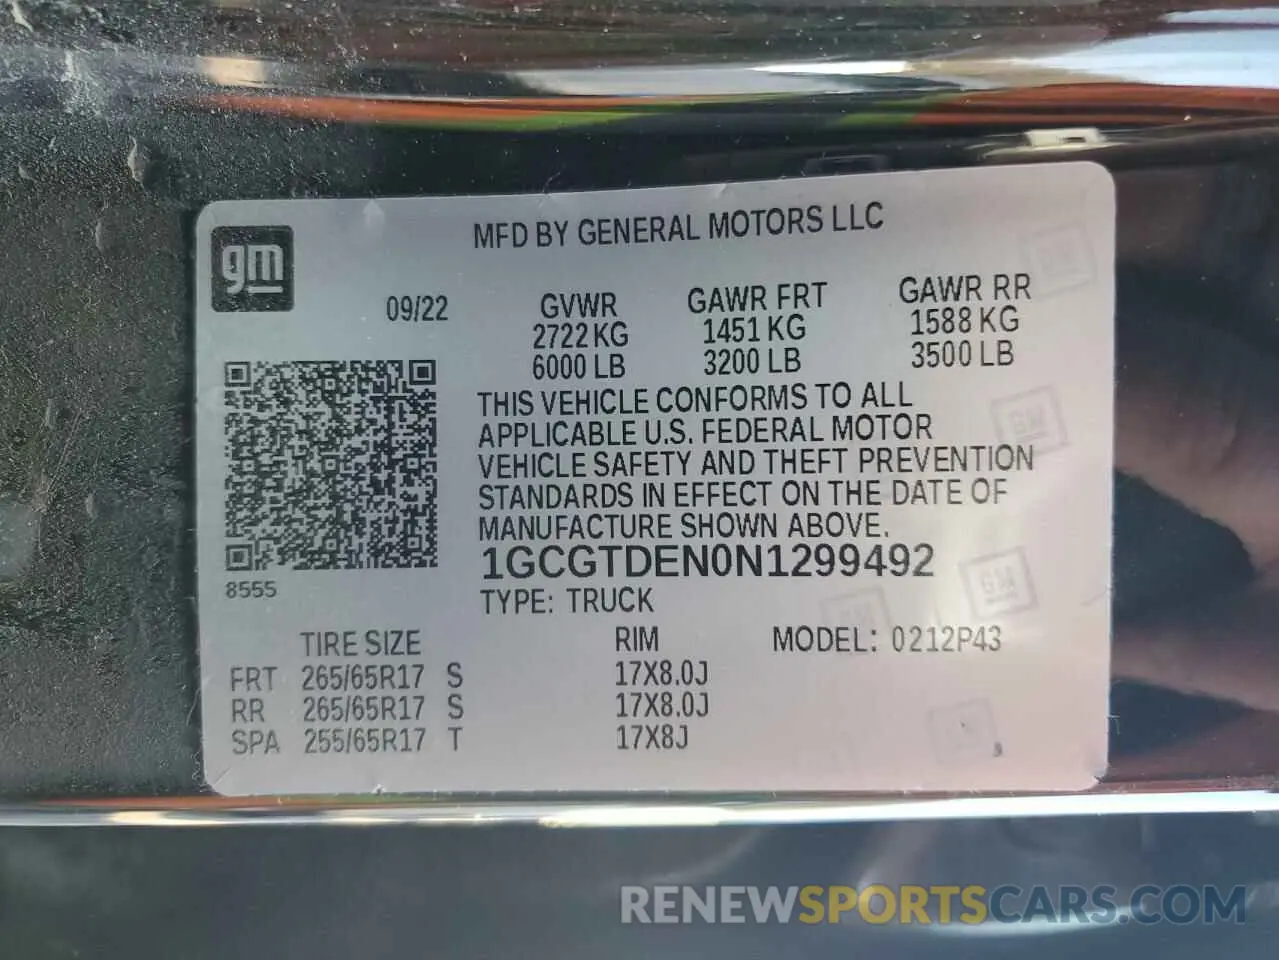 MFD BY GENERAL MOTORS LLC
gm
09/22
GVWR GAWR FRT GAWR RR
2722 KG 1451 KG 1588 KG
6000 LB 3200 LB 3500 LB
THIS VEHICLE CONFORMS TO ALL
APPLICABLE U.S. FEDERAL MOTOR
VEHICLE SAFETY AND THEFT PREVENTION
STANDARDS IN EFFECT ON THE DATE OF
MANUFACTURE SHOWN ABOVE.
1GCGTDEN0N1299492
8555
TYPE: TRUCK
TIRE SIZE RIM MODEL: 0212P43
FRT 265/65R17 S 17X8.0J
RR 265/65R17 S 17X8.0J
SPA 255/65R17 T 17X8J
GM
GM
GM
RENEWSPORTSCARS.COM